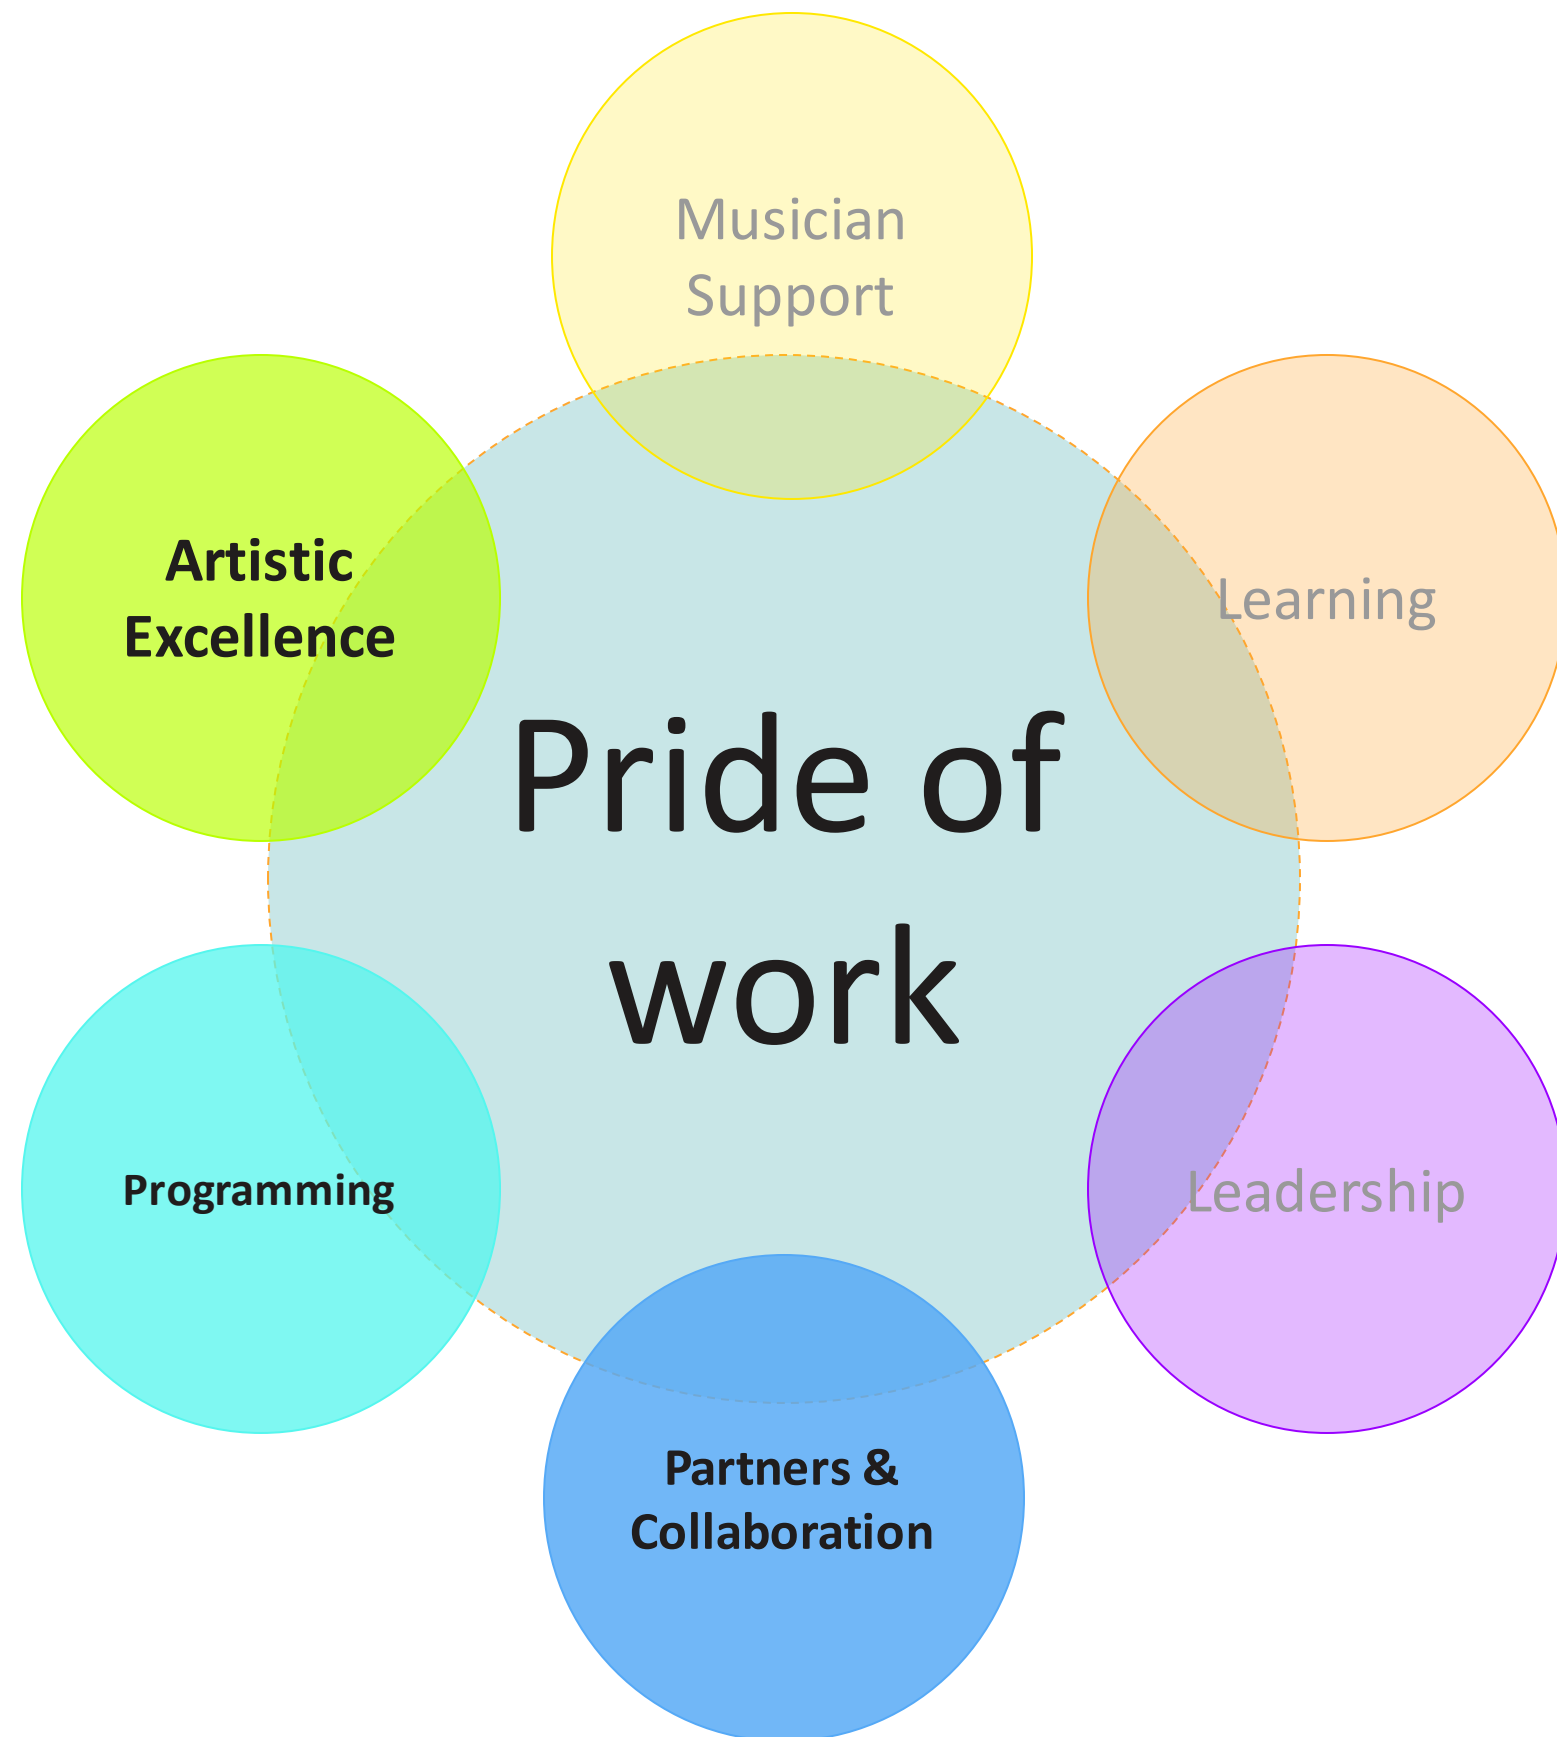 Musician
Support
Artistic
Excellence
Learning
Pride of
work
Programming
Leadership
Partners &
Collaboration